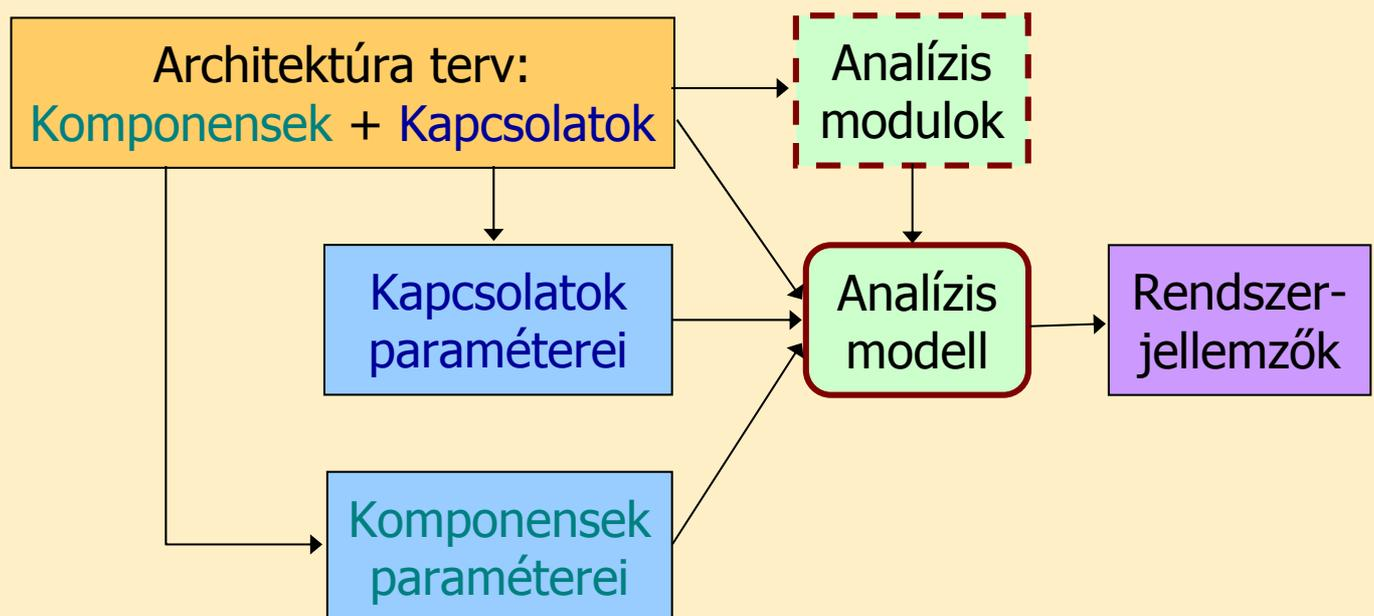 Architektúra terv:
Komponensek + Kapcsolatok
Analízis
modulok
Kapcsolatok
paraméterei
Analízis
modell
Rendszer-
jellemzők
Komponensek
paraméterei